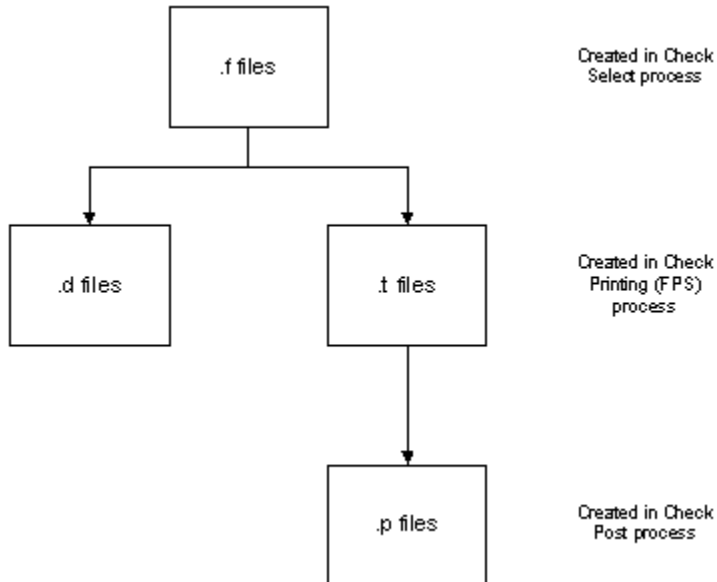 .f files
Created in Check
Select process
.d files
.t files
Created in Check
Printing (FPS)
process
.p files
Created in Check
Post process